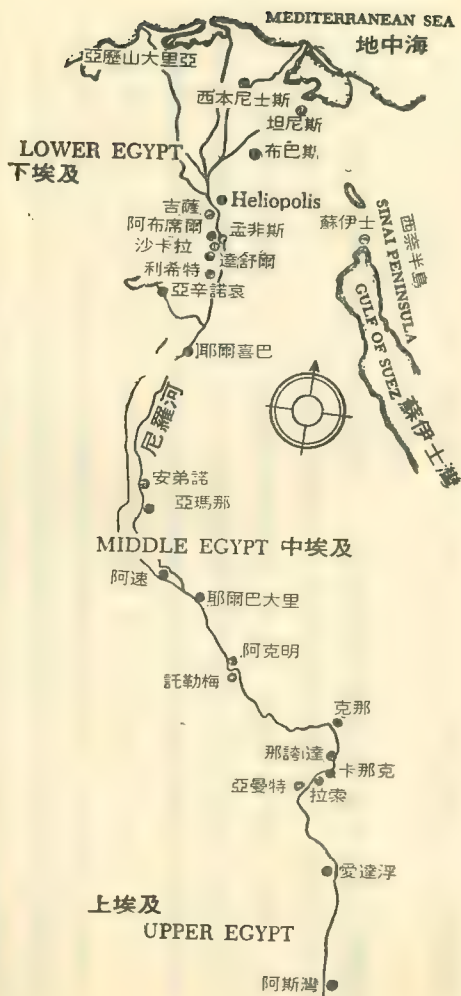 MEDITERRANEAN SEA
地中海
亞歷山大里亞
西本尼士斯
坦尼斯
布巴斯
LOWER EGYPT
下埃及
Heliopolis
吉薩
阿布席爾
孟非斯
沙卡拉
達舒爾
利希特
亞辛諾哀
耶爾喜巴
蘇伊士
西奈半島
SINAI PENINSULA
GULF OF SUEZ
蘇伊士灣
尼羅河
安弟諾
亞瑪那
MIDDLE EGYPT 中埃及
阿速
耶爾巴大里
阿克明
託勒梅
克那
那誇達
卡那克
亞曼特
拉索
愛達浮
上埃及
UPPER EGYPT
阿斯灣